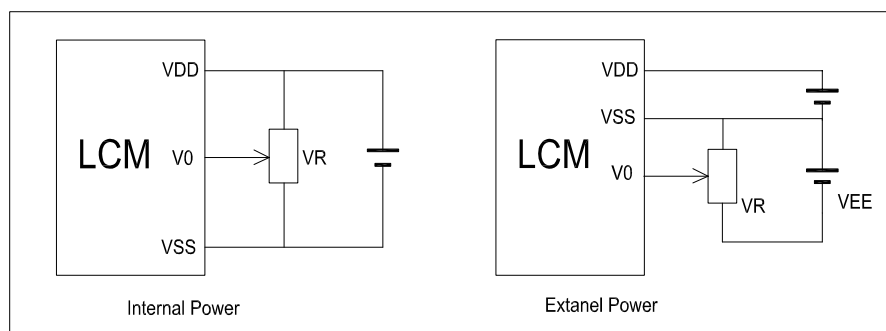 VDD
LCM
V0
VR
VSS
Internal Power
VDD
VSS
LCM
V0
VR
VEE
Extanel Power